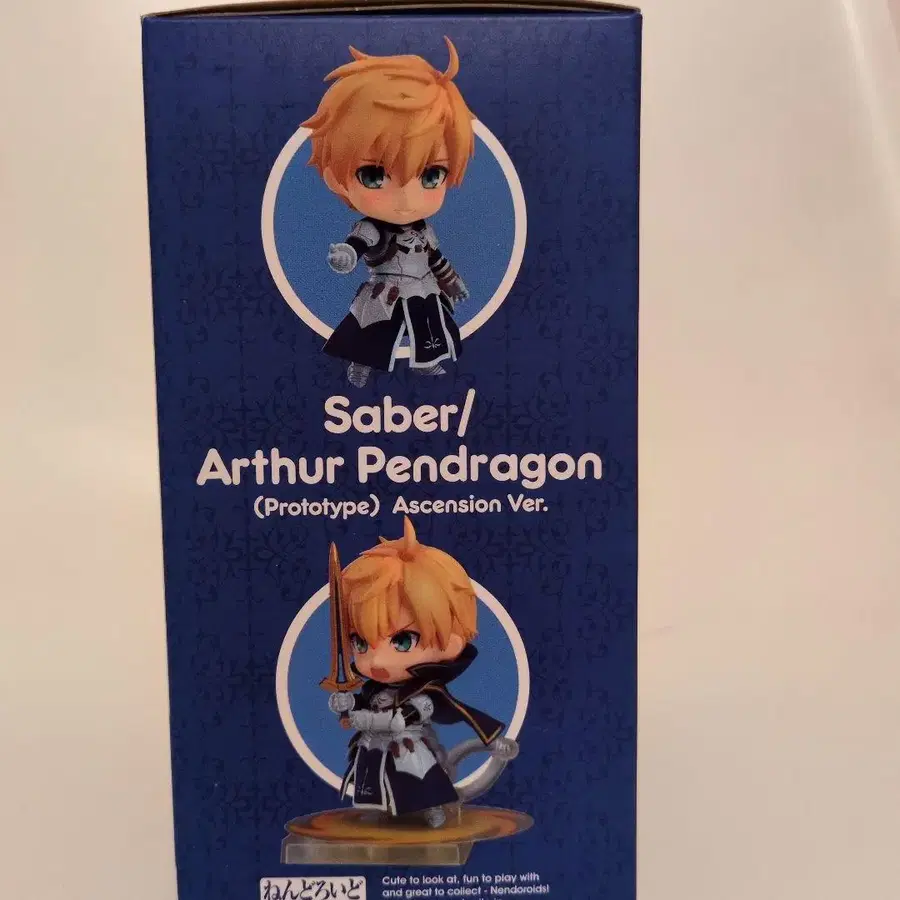 Saber/
Arthur Pendragon
(Prototype) Ascension Ver.
ねんどろいど
Cute to look at, fun to play with
and great to collect - Nendoroids!